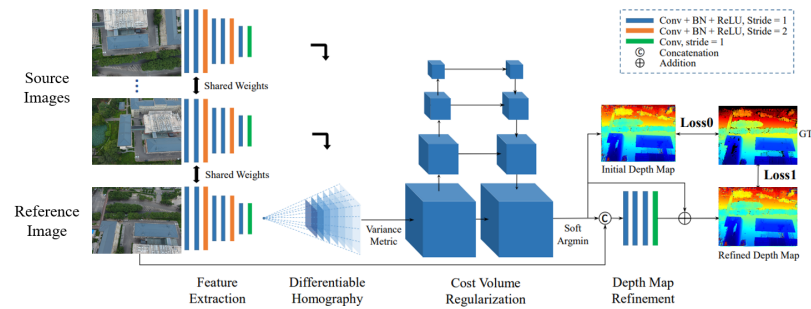 Conv + BN + ReLU, Stride = 1
Conv + BN + ReLU, Stride = 2
Conv, stride = 1
C Concatenation
Addition
Source
Images
Shared Weights
Shared Weights
Reference
Image
Variance
Metric
Soft
Argmin
C
Loss0
GT
Initial Depth Map
Loss1
Refined Depth Map
Feature
Extraction
Differentiable
Homography
Cost Volume
Regularization
Depth Map
Refinement